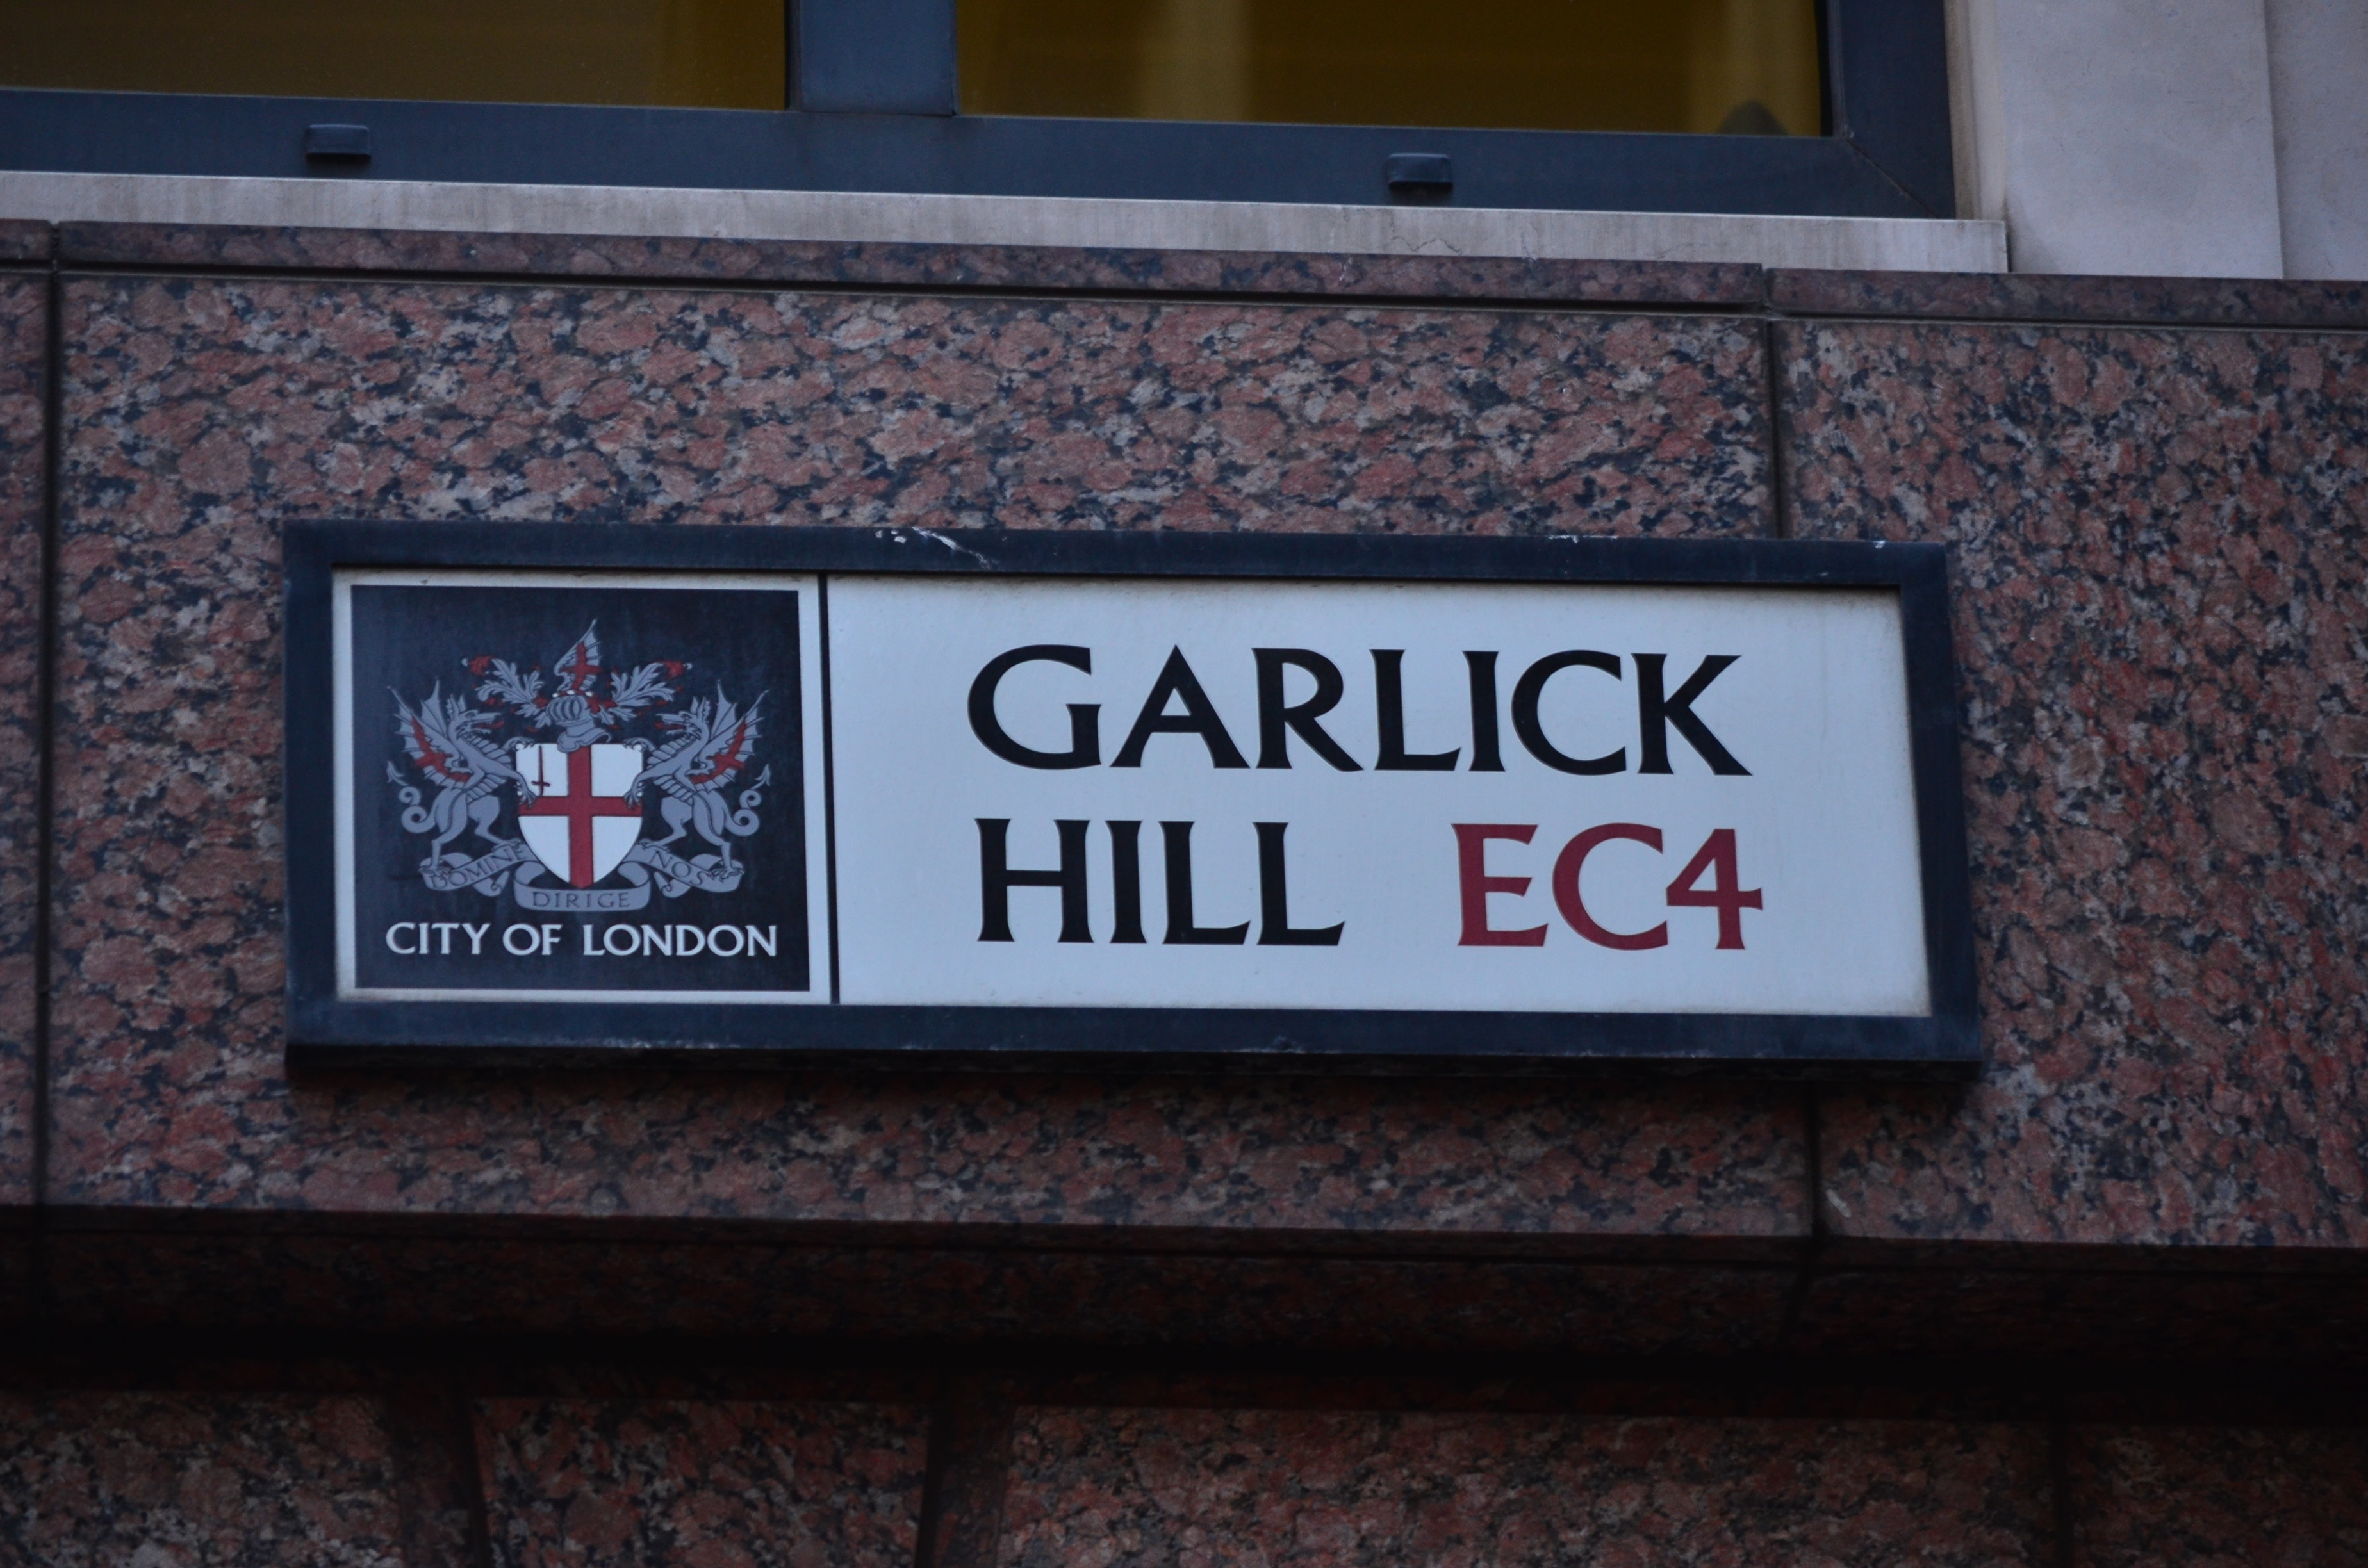 DOMINE DIRIGE NOS
CITY OF LONDON
GARLICK
HILL EC4